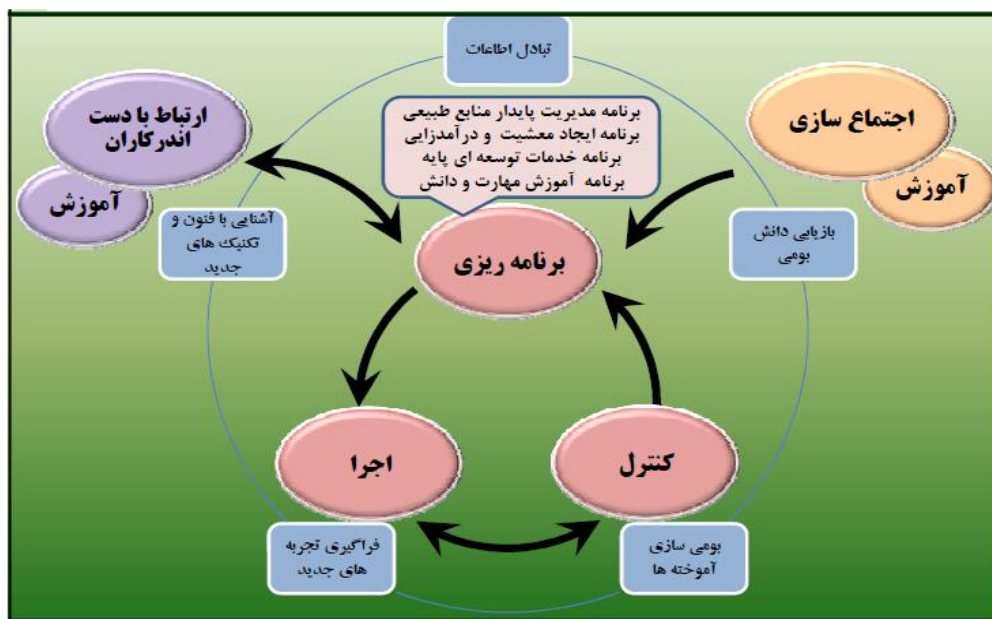 تبادل اطاعات
اجتماع سازی
آموزش
ارتباط با دست
اندرکاران
آموزش
برنامه مدیریت پایدار منابع طبیعی
برنامه ایجاد معشیت و درآمدزایی
برنامه خدمات توسعه ای پایه
برنامه آموزش مهارت و دانش
بازیابی دانش
بومی
آشنایی با فنون و
تکنیک های
جدید
برنامه ریزی
کنترل
اجرا
بومی سازی
آموخته ها
فراگیری تجربه
های جدید